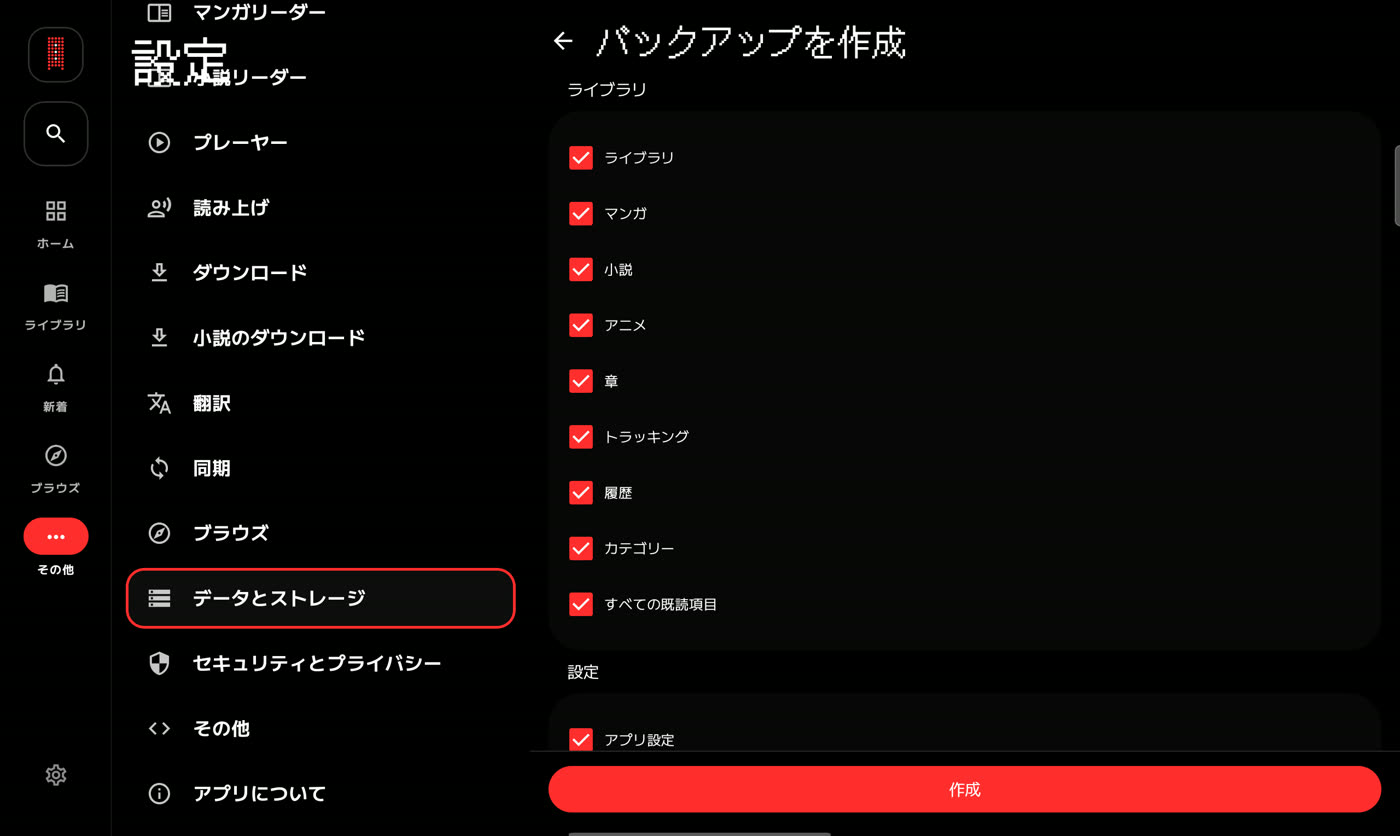 ホーム
ライブラリ
新着
ブラウズ
その他
設定
マンガリーダー
小説リーダー
プレーヤー
読み上げ
ダウンロード
小説のダウンロード
翻訳
同期
ブラウズ
データとストレージ
セキュリティとプライバシー
その他
アプリについて
バックアップを作成
ライブラリ
ライブラリ
マンガ
小説
アニメ
章
トラッキング
履歴
カテゴリー
すべての既読項目
設定
アプリ設定
作成